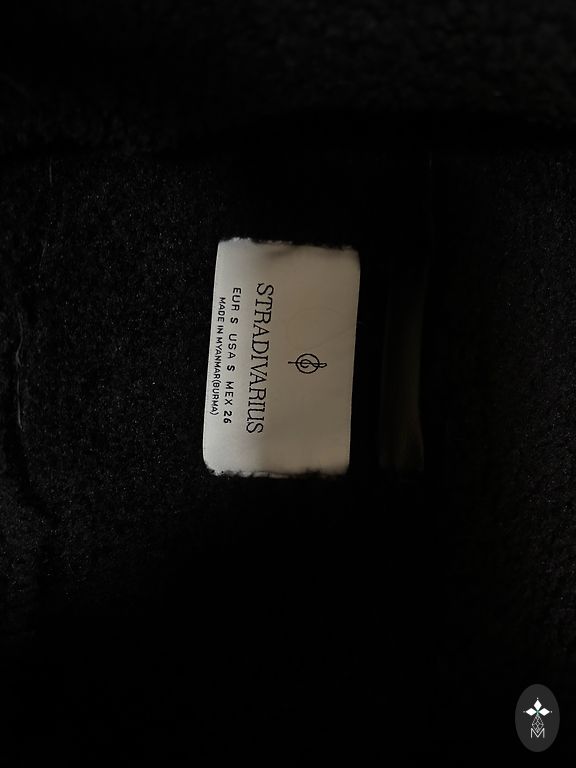 STRADIVARIUS
EUR S USA S MEX 26
MADE IN MYANMAR(BURMA)